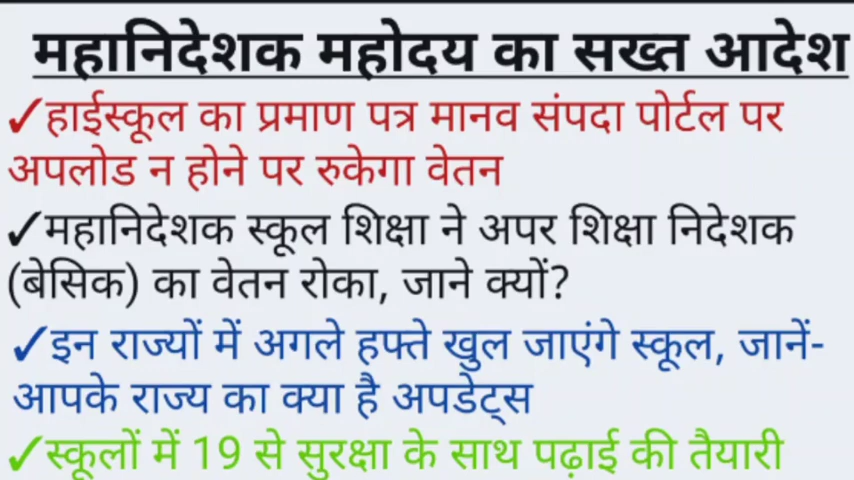 महानिदेशक महोदय का सख्त आदेश
✓हाईस्कूल का प्रमाण पत्र मानव संपदा पोर्टल पर
अपलोड न होने पर रुकेगा वेतन
✓महानिदेशक स्कूल शिक्षा ने अपर शिक्षा निदेशक
(बेसिक) का वेतन रोका, जाने क्यों?
✓इन राज्यों में अगले हफ्ते खुल जाएंगे स्कूल, जानें-
आपके राज्य का क्या है अपडेट्स
✓स्कूलों में 19 से सुरक्षा के साथ पढ़ाई की तैयारी